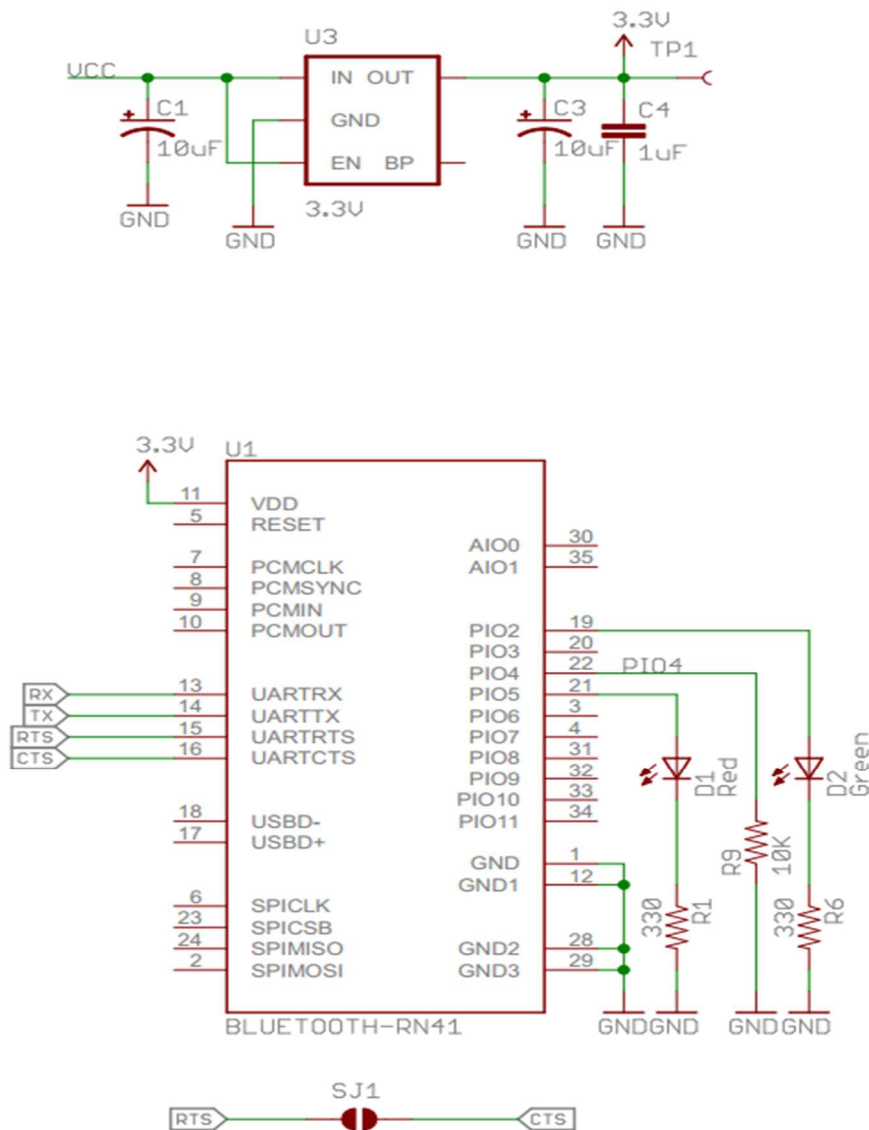 3.3V
U3
TP1
VCC
IN OUT
C1
C3
C4
GND
10uF
10uF
1uF
EN BP
3.3V
GND
GND
GND
GND
3.3V
U1
11 VDD
5 RESET
AIO0 30
7 PCMCLK
AIO1 35
8 PCMSYNC
9 PCMIN
10 PCMOUT
PIO2 19
PIO3 20
PIO4 22 PIO4
RX 13 UARTRX
PIO5 21
TX 14 UARTTX
PIO6 3
RTS 15 UARTRTS
PIO7 4
CTS 16 UARTCTS
PIO8 31
PIO9 32
D1 Red
D2 Green
PIO10 33
18 USBD-
PIO11 34
17 USBD+
R9 10K
GND 1
GND1 12
6 SPICLK
330 R1
330 R6
23 SPICSB
24 SPIMISO
GND2 28
2 SPIMOSI
GND3 29
BLUETOOTH-RN41
GND GND GND GND
SJ1
RTS CTS